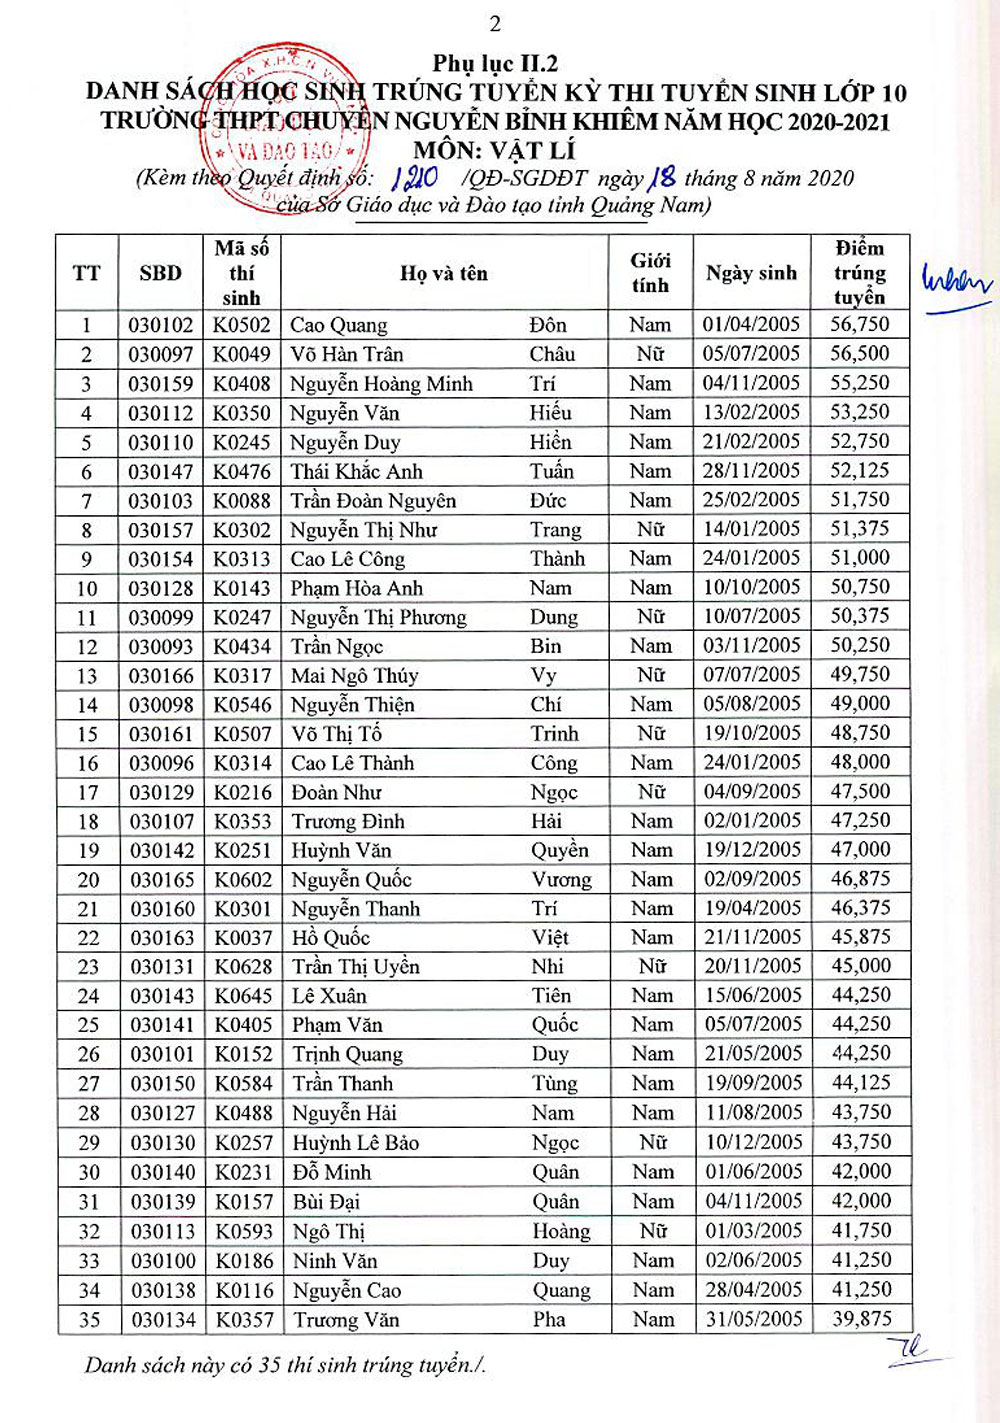 2
Phụ lục II.2
DANH SÁCH HỌC SINH TRÚNG TUYỂN KỲ THI TUYỂN SINH LỚP 10
TRƯỜNG THPT CHUYÊN NGUYỄN BỈNH KHIÊM NĂM HỌC 2020-2021
MÔN: VẬT LÍ
(Kèm theo Quyết định số: 1210 /QĐ-SGDĐT ngày 18 tháng 8 năm 2020
của Sở Giáo dục và Đào tạo tỉnh Quảng Nam)
TT SBD Mã số thí sinh Họ và tên Giới tính Ngày sinh Điểm trúng tuyển
1 030102 K0502 Cao Quang Đôn Nam 01/04/2005 56,750
2 030097 K0049 Võ Hàn Trân Châu Nữ 05/07/2005 56,500
3 030159 K0408 Nguyễn Hoàng Minh Trí Nam 04/11/2005 55,250
4 030112 K0350 Nguyễn Văn Hiếu Nam 13/02/2005 53,250
5 030110 K0245 Nguyễn Duy Hiển Nam 21/02/2005 52,750
6 030147 K0476 Thái Khắc Anh Tuấn Nam 28/11/2005 52,125
7 030103 K0088 Trần Đoàn Nguyên Đức Nam 25/02/2005 51,750
8 030157 K0302 Nguyễn Thị Như Trang Nữ 14/01/2005 51,375
9 030154 K0313 Cao Lê Công Thành Nam 24/01/2005 51,000
10 030128 K0143 Phạm Hòa Anh Nam Nam 10/10/2005 50,750
11 030099 K0247 Nguyễn Thị Phương Dung Nữ 10/07/2005 50,375
12 030093 K0434 Trần Ngọc Bin Nam 03/11/2005 50,250
13 030166 K0317 Mai Ngô Thúy Vy Nữ 07/07/2005 49,750
14 030098 K0546 Nguyễn Thiện Chí Nam 05/08/2005 49,000
15 030161 K0507 Võ Thị Tố Trinh Nữ 19/10/2005 48,750
16 030096 K0314 Cao Lê Thành Công Nam 24/01/2005 48,000
17 030129 K0216 Đoàn Như Ngọc Nữ 04/09/2005 47,500
18 030107 K0353 Trương Đình Hải Nam 02/01/2005 47,250
19 030142 K0251 Huỳnh Văn Quyền Nam 19/12/2005 47,000
20 030165 K0602 Nguyễn Quốc Vương Nam 02/09/2005 46,875
21 030160 K0301 Nguyễn Thanh Trí Nam 19/04/2005 46,375
22 030163 K0037 Hồ Quốc Việt Nam 21/11/2005 45,875
23 030131 K0628 Trần Thị Uyển Nhi Nữ 20/11/2005 45,000
24 030143 K0645 Lê Xuân Tiên Nam 15/06/2005 44,250
25 030141 K0405 Phạm Văn Quốc Nam 05/07/2005 44,250
26 030101 K0152 Trịnh Quang Duy Nam 21/05/2005 44,250
27 030150 K0584 Trần Thanh Tùng Nam 19/09/2005 44,125
28 030127 K0488 Nguyễn Hải Nam Nam 11/08/2005 43,750
29 030130 K0257 Huỳnh Lê Bảo Ngọc Nữ 10/12/2005 43,750
30 030140 K0231 Đỗ Minh Quân Nam 01/06/2005 42,000
31 030139 K0157 Bùi Đại Quân Nam 04/11/2005 42,000
32 030113 K0593 Ngô Thị Hoàng Nữ 01/03/2005 41,750
33 030100 K0186 Ninh Văn Duy Nam 02/06/2005 41,250
34 030138 K0116 Nguyễn Cao Quang Nam 28/04/2005 41,250
35 030134 K0357 Trương Văn Pha Nam 31/05/2005 39,875
Danh sách này có 35 thí sinh trúng tuyển./.